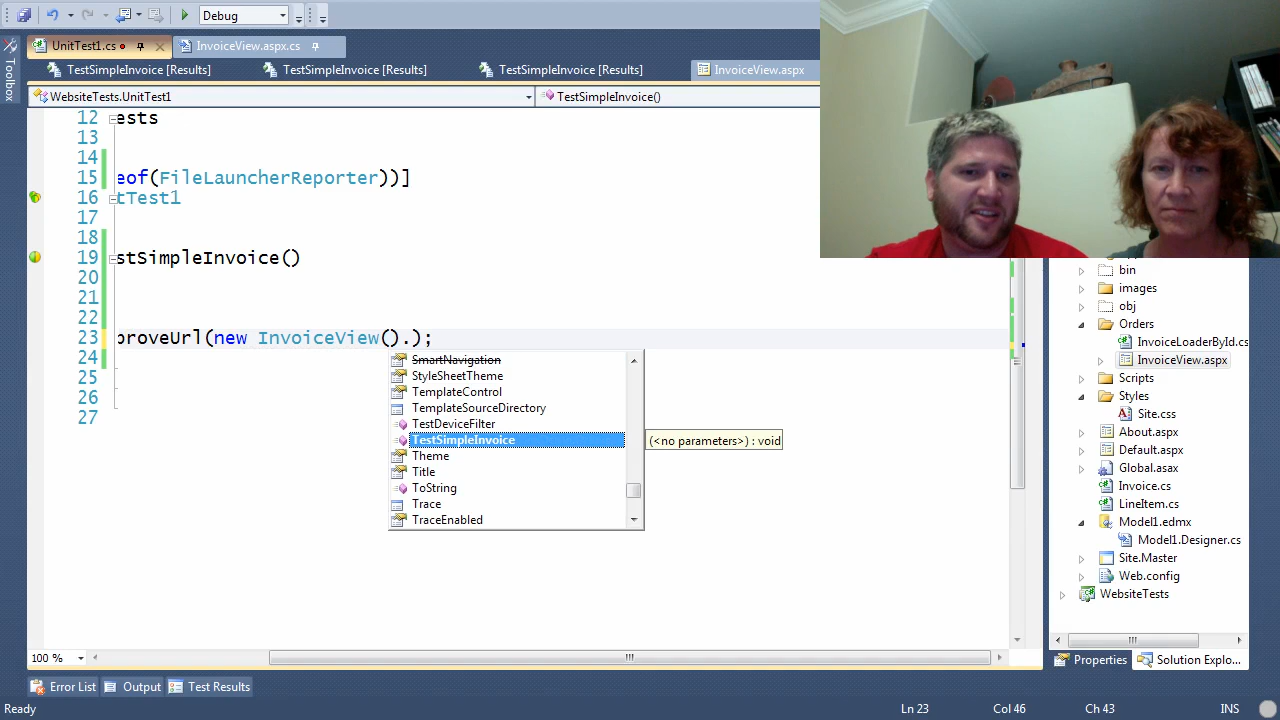 Debug
UnitTest1.cs
InvoiceView.aspx.cs
TestSimpleInvoice [Results]
TestSimpleInvoice [Results]
TestSimpleInvoice [Results]
InvoiceView.aspx
Toolbox
WebsiteTests.UnitTest1
TestSimpleInvoice()
12 ests
13
14
15 eof(FileLauncherReporter))]
16 tTest1
17
18
19 stSimpleInvoice()
20
21
22
23 proveUrl(new InvoiceView().);
24
25
26
27
SmartNavigation
StyleSheetTheme
TemplateControl
TemplateSourceDirectory
TestDeviceFilter
TestSimpleInvoice
(<no parameters>) : void
Theme
Title
ToString
Trace
TraceEnabled
bin
images
obj
Orders
InvoiceLoaderById.cs
InvoiceView.aspx
Scripts
Styles
Site.css
About.aspx
Default.aspx
Global.asax
Invoice.cs
LineItem.cs
Model1.edmx
Model1.Designer.cs
Site.Master
Web.config
WebsiteTests
100 %
Properties
Solution Explo...
Error List
Output
Test Results
Ready
Ln 23
Col 46
Ch 43
INS